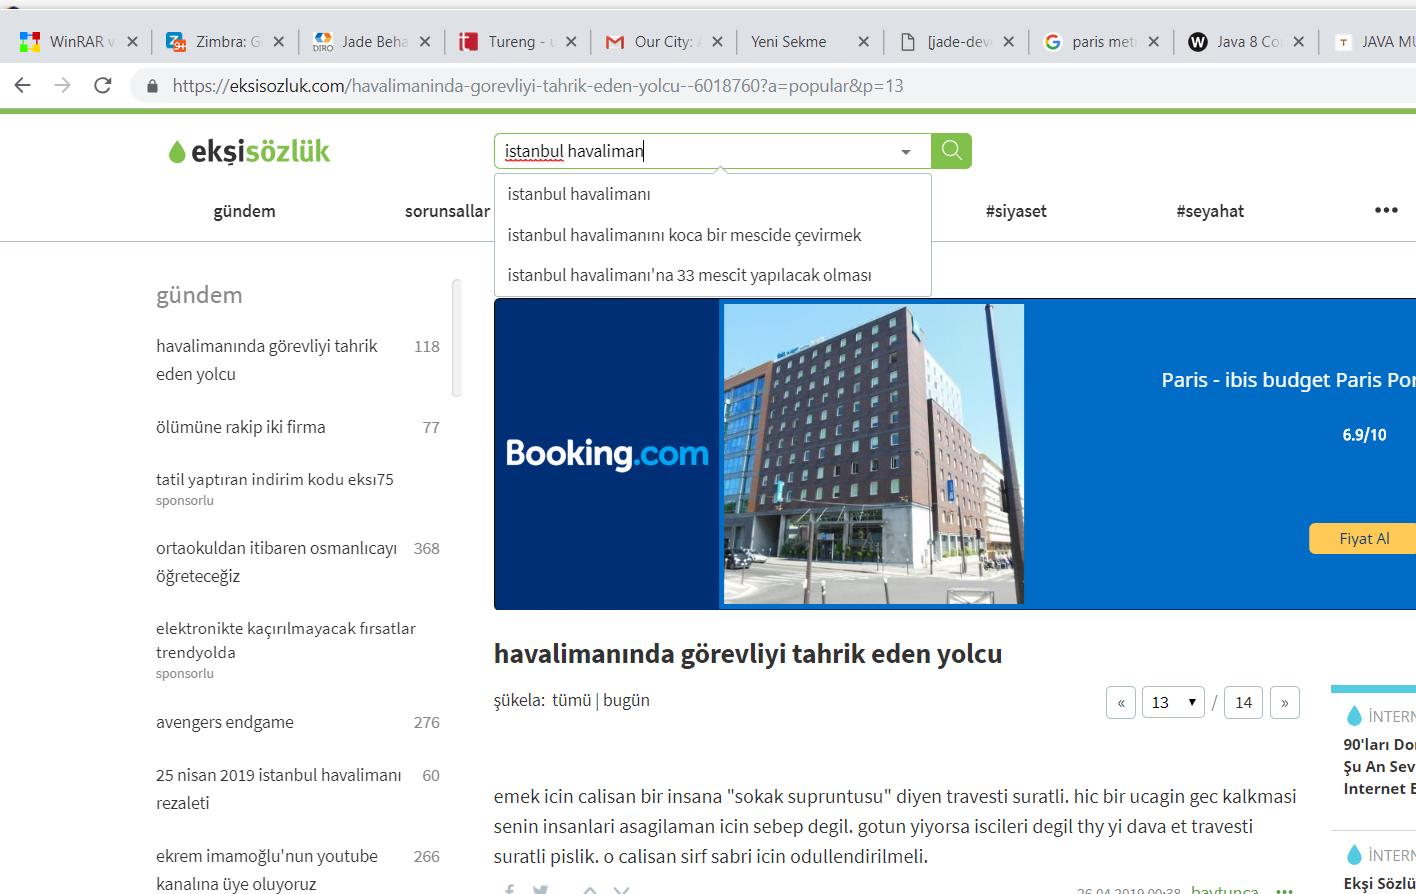 WinRAR v
Zimbra: G
Jade Beha
Tureng - u
Our City: A
Yeni Sekme
[jade-dev
paris met
Java 8 Co
JAVA MU
https://eksisozluk.com/havalimaninda-gorevliyi-tahrik-eden-yolcu--6018760?a=popular&p=13
ekşisözlük
istanbul havaliman
istanbul havalimanı
istanbul havalimanını koca bir mescide çevirmek
istanbul havalimanı'na 33 mescit yapılacak olması
gündem
sorunsallar
#siyaset
#seyahat
•••
gündem
havalimanında görevliyi tahrik 118
eden yolcu
ölümüne rakip iki firma 77
tatil yaptıran indirim kodu eksı75
sponsorlu
ortaokuldan itibaren osmanlıcayı 368
öğreteceğiz
elektronikte kaçırılmayacak fırsatlar
trendyolda
sponsorlu
avengers endgame 276
25 nisan 2019 istanbul havalimanı 60
rezaleti
ekrem imamoğlu'nun youtube 266
kanalına üye oluyoruz
Booking.com
Paris - ibis budget Paris Por
6.9/10
Fiyat Al
havalimanında görevliyi tahrik eden yolcu
şükela: tümü | bugün
« 13 / 14 »
emek icin calisan bir insana "sokak supruntusu" diyen travesti suratli. hic bir ucagin gec kalkmasi
senin insanlari asagilaman icin sebep degil. gotun yiyorsa iscileri degil thy yi dava et travesti
suratli pislik. o calisan sirf sabri icin odullendirilmeli.
26.04.2019 00:38 baytunca •••
İNTERN
90'ları Do
Şu An Sev
Internet E
İNTERN
Ekşi Sözlü